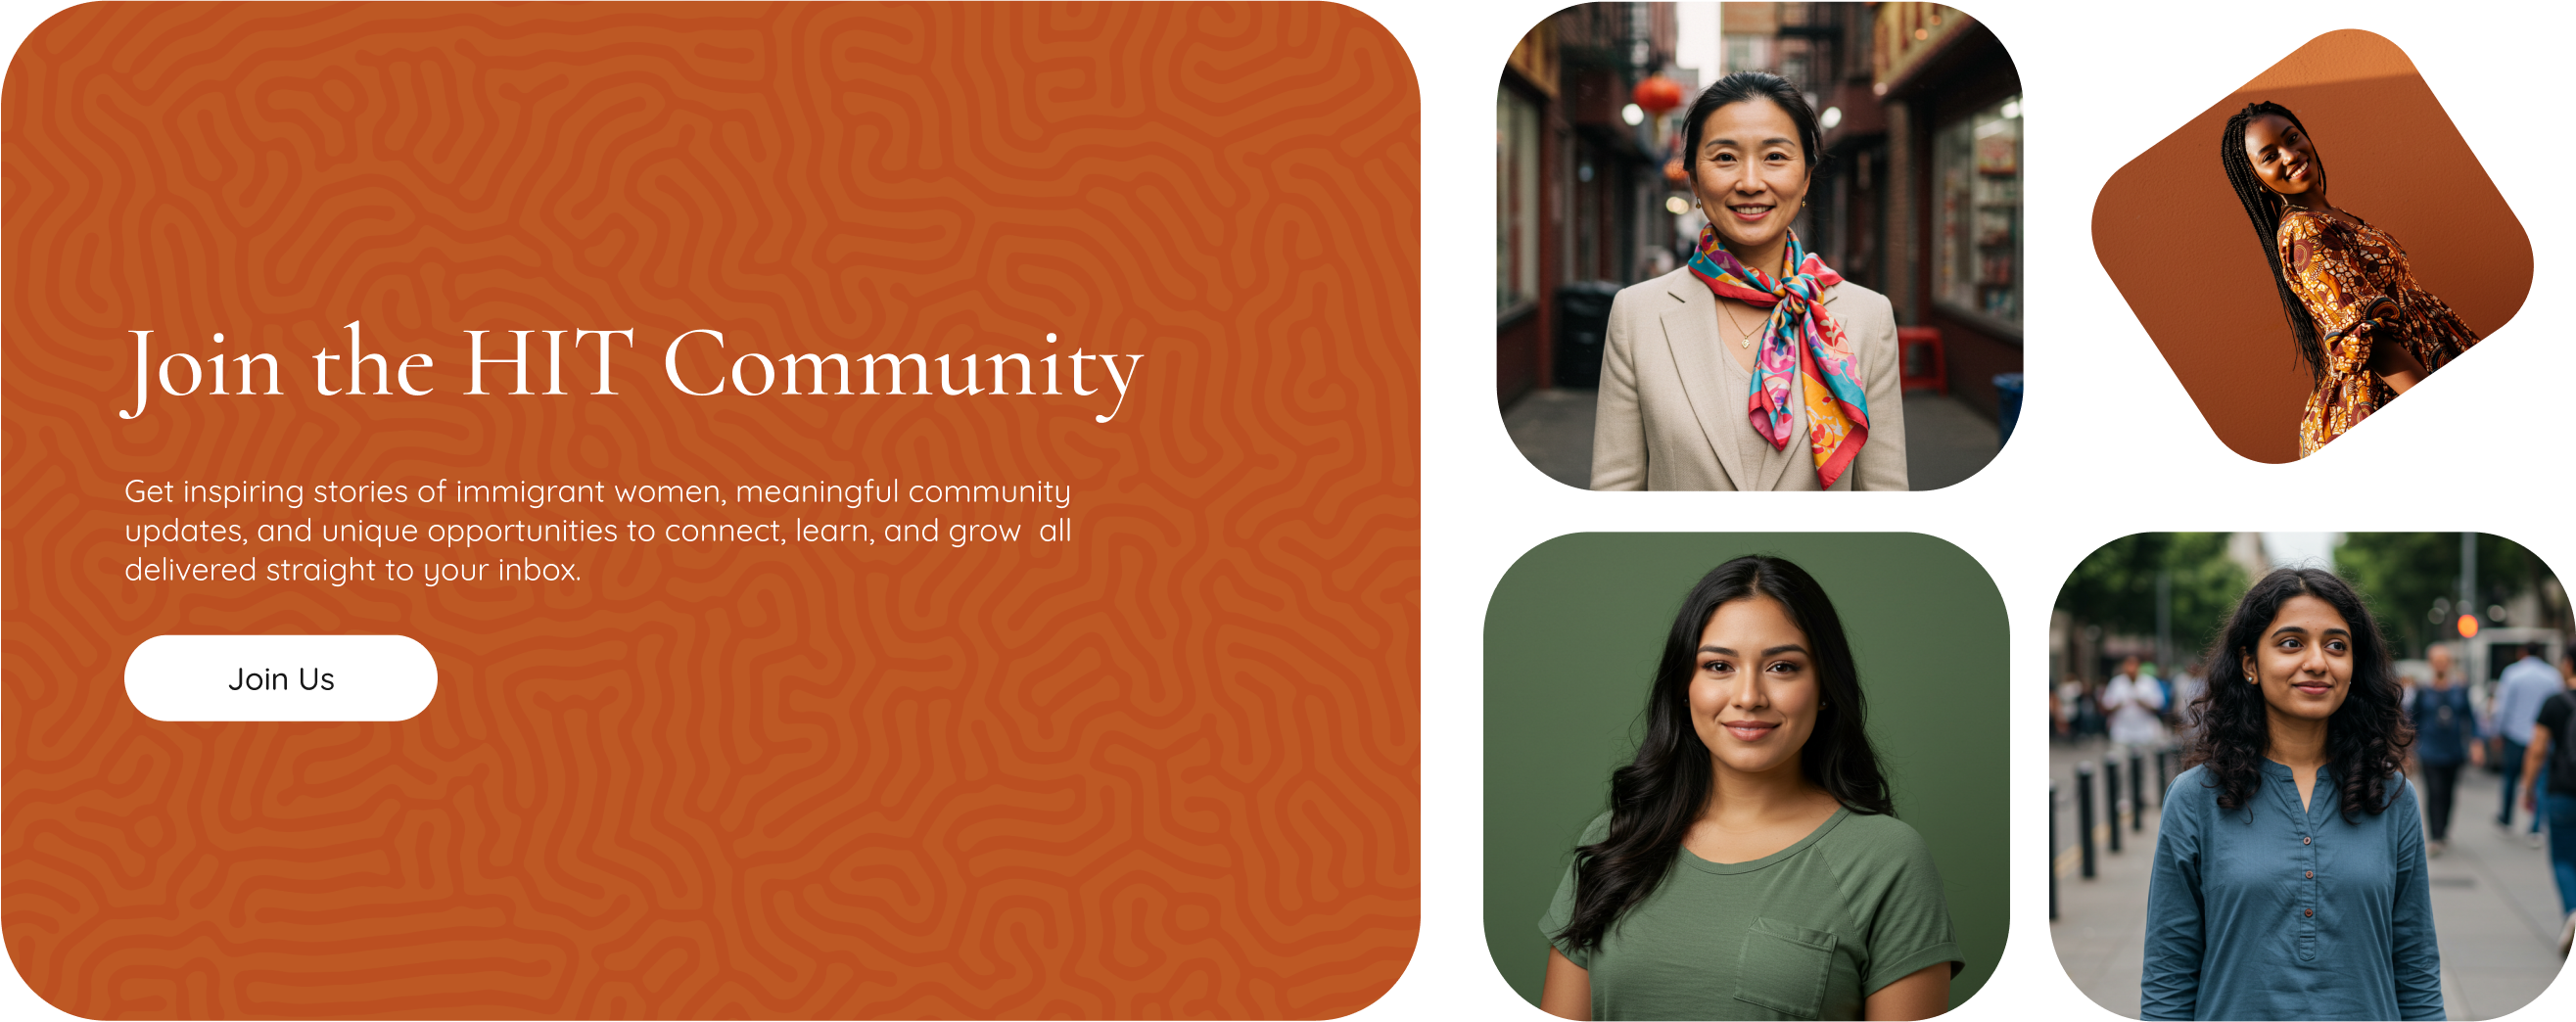 Join the HIT Community
Get inspiring stories of immigrant women, meaningful community
updates, and unique opportunities to connect, learn, and grow  all
delivered straight to your inbox.
Join Us